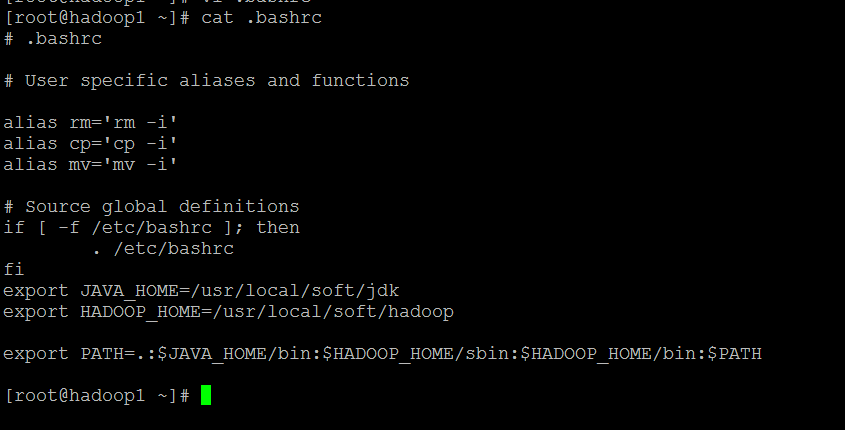 [root@hadoop1 ~]# cat .bashrc
# .bashrc

# User specific aliases and functions

alias rm='rm -i'
alias cp='cp -i'
alias mv='mv -i'

# Source global definitions
if [ -f /etc/bashrc ]; then
        . /etc/bashrc
fi
export JAVA_HOME=/usr/local/soft/jdk
export HADOOP_HOME=/usr/local/soft/hadoop

export PATH=.:$JAVA_HOME/bin:$HADOOP_HOME/sbin:$HADOOP_HOME/bin:$PATH

[root@hadoop1 ~]#